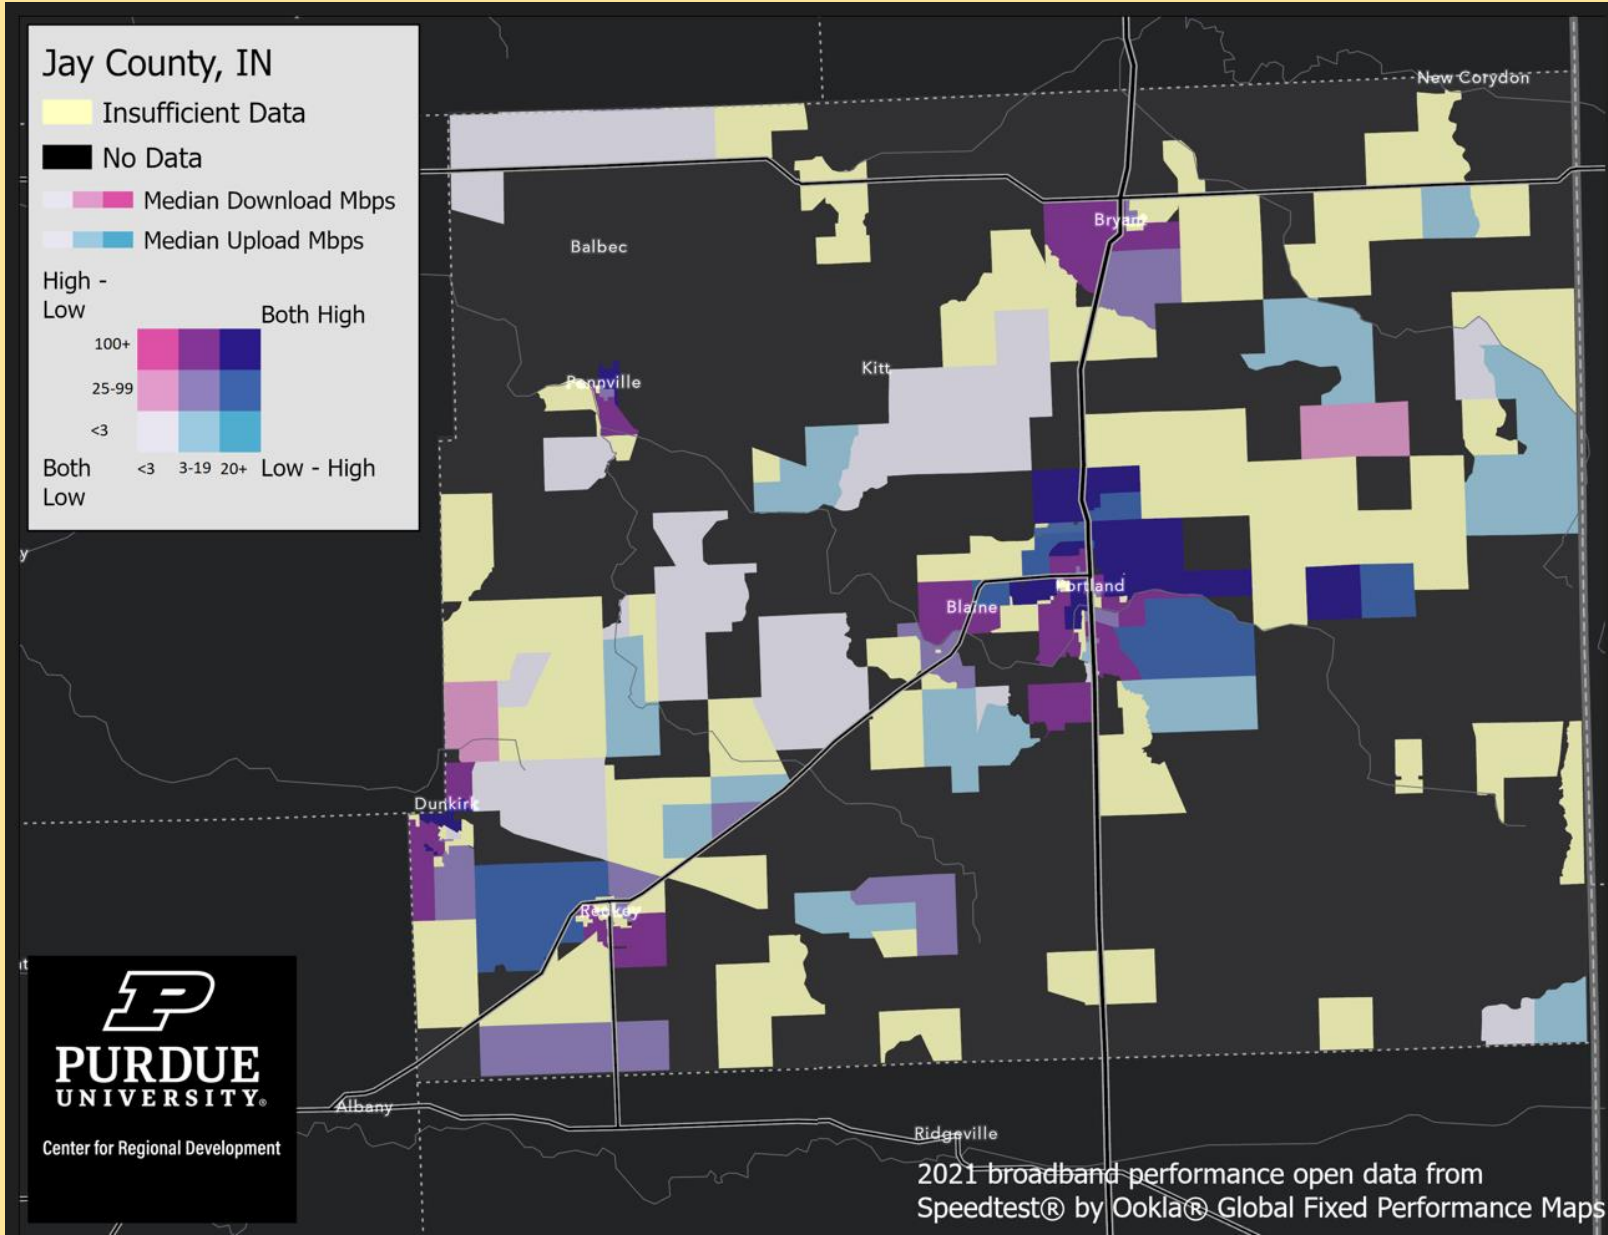 Jay County, IN
Insufficient Data
No Data
Median Download Mbps
Median Upload Mbps
High -
Low
Both High
100+
25-99
<3
Both
Low
<3 3-19 20+
Low - High
New Corydon
Bryant
Balbec
Kitt
Pennville
Portland
Blaine
Dunkirk
Redkey
Albany
Ridgeville
PURDUE
UNIVERSITY®
Center for Regional Development
2021 broadband performance open data from
Speedtest® by Ookla® Global Fixed Performance Maps